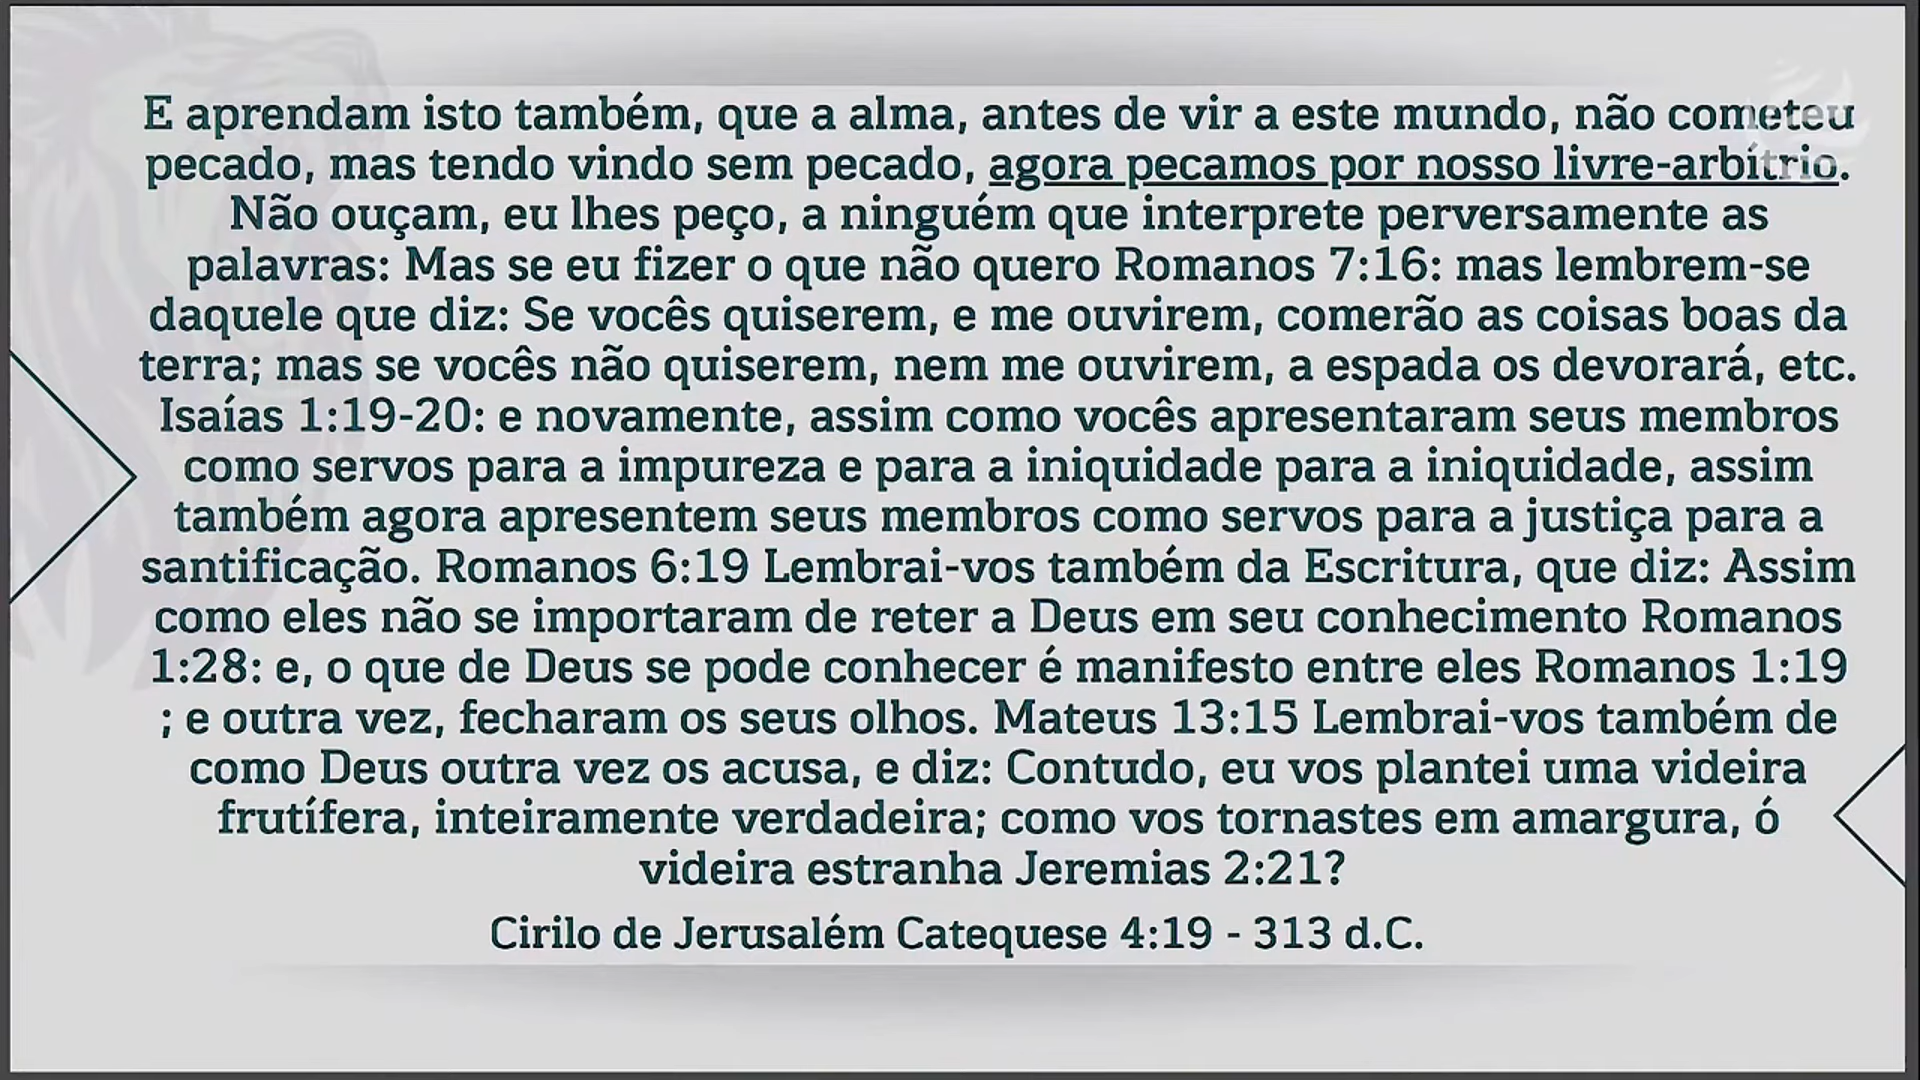 E aprendam isto também, que a alma, antes de vir a este mundo, não cometeu
pecado, mas tendo vindo sem pecado, agora pecamos por nosso livre-arbítrio.
Não ouçam, eu lhes peço, a ninguém que interprete perversamente as
palavras: Mas se eu fizer o que não quero Romanos 7:16: mas lembrem-se
daquele que diz: Se vocês quiserem, e me ouvirem, comerão as coisas boas da
terra; mas se vocês não quiserem, nem me ouvirem, a espada os devorará, etc.
Isaías 1:19-20: e novamente, assim como vocês apresentaram seus membros
como servos para a impureza e para a iniquidade para a iniquidade, assim
também agora apresentem seus membros como servos para a justiça para a
santificação. Romanos 6:19 Lembrai-vos também da Escritura, que diz: Assim
como eles não se importaram de reter a Deus em seu conhecimento Romanos
1:28: e, o que de Deus se pode conhecer é manifesto entre eles Romanos 1:19
; e outra vez, fecharam os seus olhos. Mateus 13:15 Lembrai-vos também de
como Deus outra vez os acusa, e diz: Contudo, eu vos plantei uma videira
frutífera, inteiramente verdadeira; como vos tornastes em amargura, ó
videira estranha Jeremias 2:21?
Cirilo de Jerusalém Catequese 4:19 - 313 d.C.